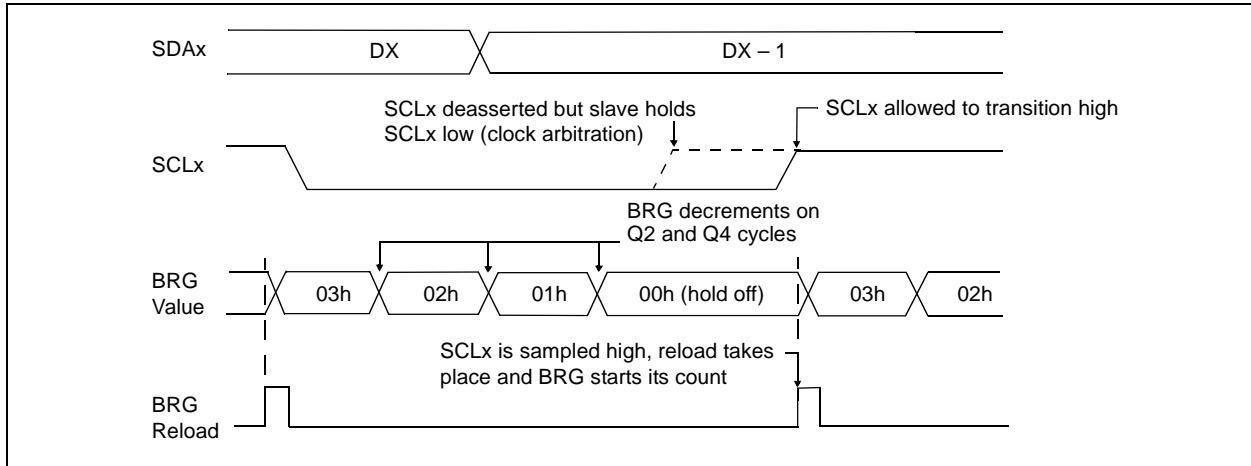 SDAx
DX
DX – 1
SCLx deasserted but slave holds
SCLx low (clock arbitration)
SCLx allowed to transition high
SCLx
BRG decrements on
Q2 and Q4 cycles
BRG
Value
03h
02h
01h
00h (hold off)
03h
02h
SCLx is sampled high, reload takes
place and BRG starts its count
BRG
Reload